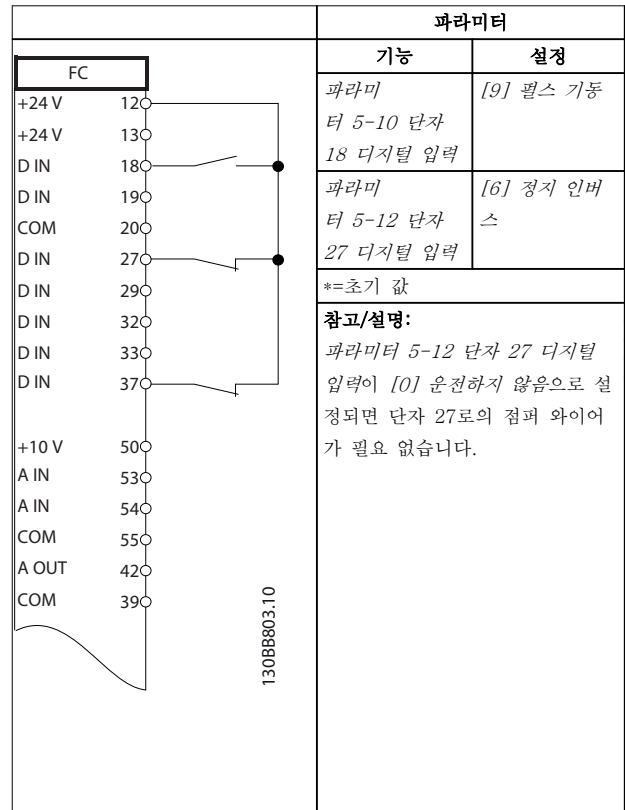 파라미터
기능 설정
파라미
터 5-10 단자
18 디지털 입력
[9] 펄스 기동
파라미
터 5-12 단자
27 디지털 입력
[6] 정지 인버
스
*=초기 값
참고/설명:
파라미터 5-12 단자 27 디지털
입력이 [0] 운전하지 않음으로 설
정되면 단자 27로의 점퍼 와이어
가 필요 없습니다.
FC
+24 V 12
+24 V 13
D IN 18
D IN 19
COM 20
D IN 27
D IN 29
D IN 32
D IN 33
D IN 37
+10 V 50
A IN 53
A IN 54
COM 55
A OUT 42
COM 39
130BB803.10